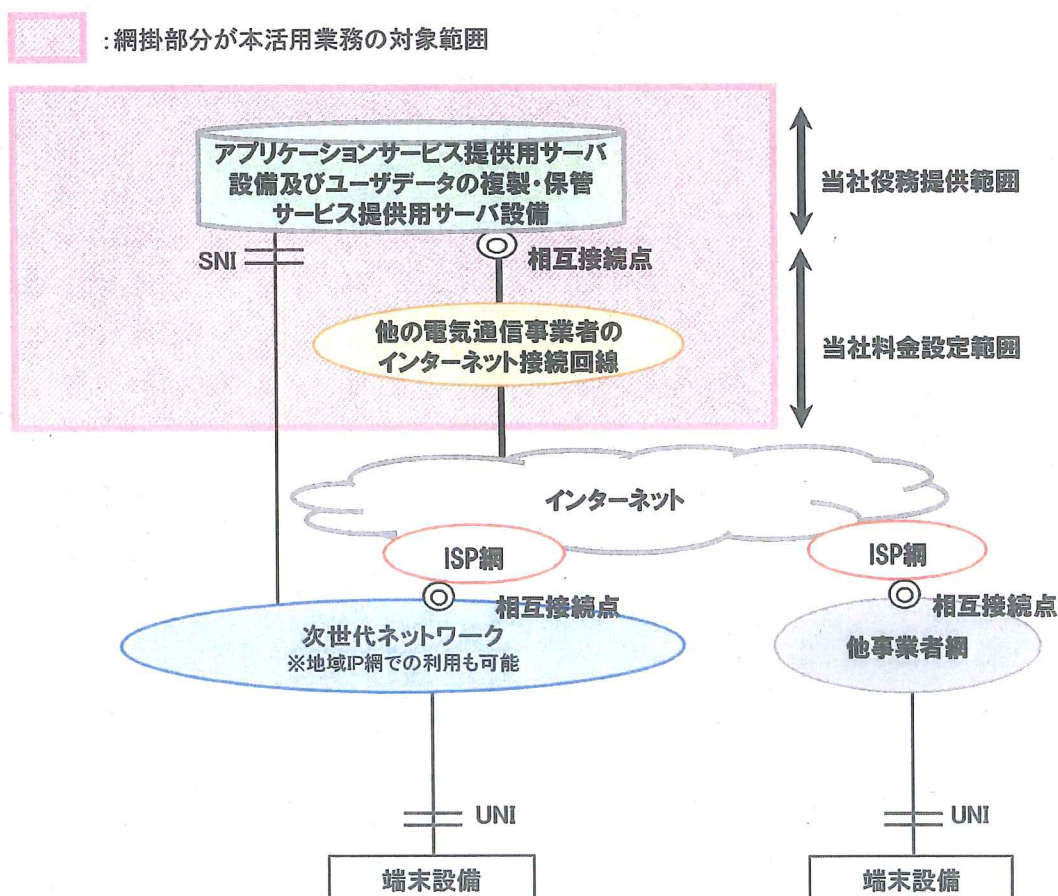 :網掛部分が本活用業務の対象範囲
アプリケーションサービス提供用サーバ
設備及びユーザデータの複製・保管
サービス提供用サーバ設備
当社役務提供範囲
SNI
相互接続点
他の電気通信事業者の
インターネット接続回線
当社料金設定範囲
インターネット
ISP網
ISP網
相互接続点
相互接続点
次世代ネットワーク
※地域IP網での利用も可能
他事業者網
UNI
UNI
端末設備
端末設備